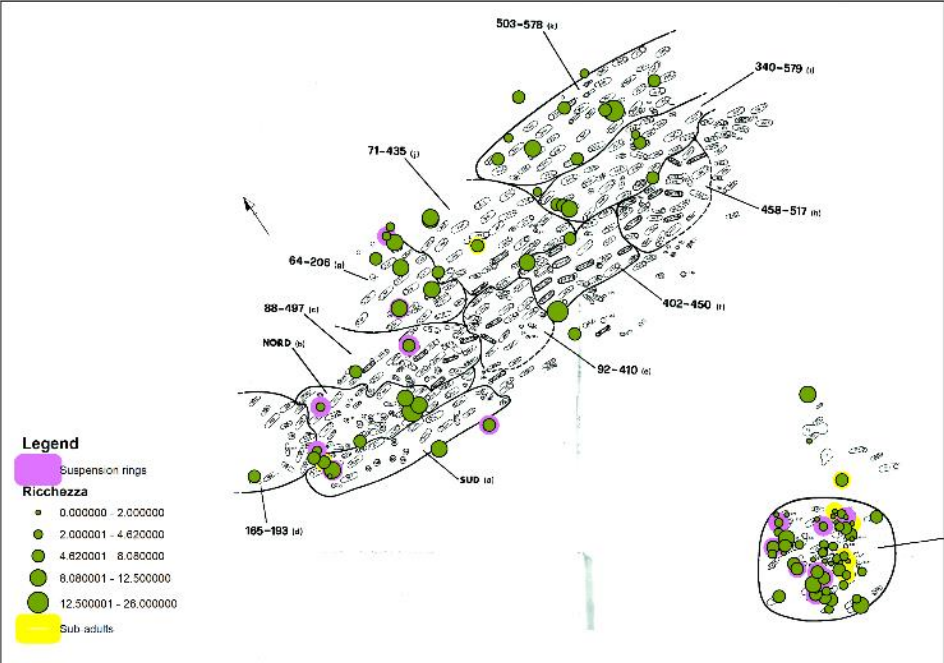 503-578 (k)
340-579 (i)
71-435 (j)
458-517 (h)
64-206 (g)
402-450 (f)
88-497 (c)
NORD (b)
92-410 (e)
SUD (a)
165-193 (d)
Legend
Suspension rings
Ricchezza
0.000000 - 2.000000
2.000001 - 4.620000
4.620001 - 8.080000
8.080001 - 12.500000
12.500001 - 26.000000
Sub-adults